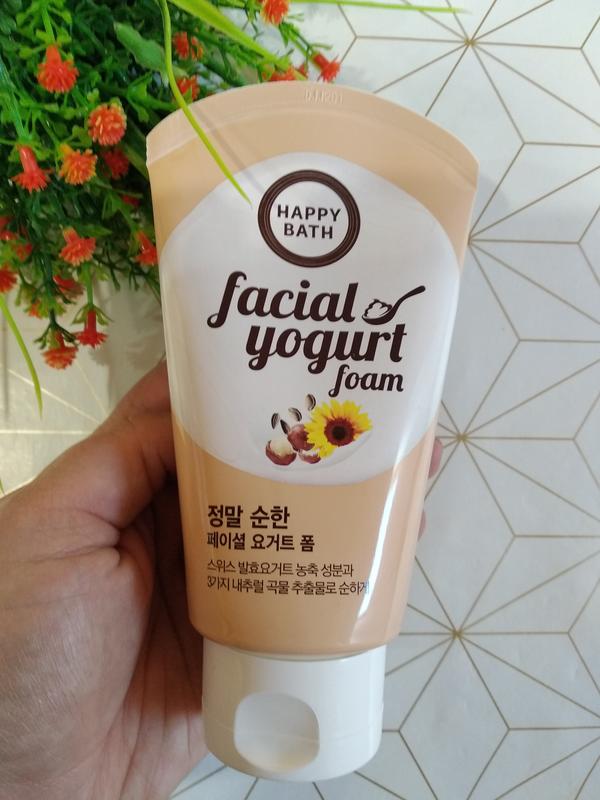 HAPPY
BATH
facial
yogurt
foam
정말 순한
페이셜 요거트 폼
스위스 발효요거트 농축 성분과
3가지 내추럴 곡물 추출물로 순하게